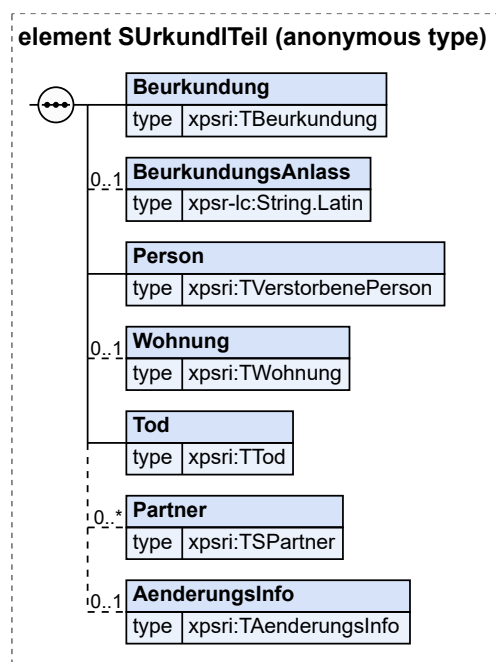 element SUrkundlTeil (anonymous type)
Beurkundung
type xpsri:TBeurkundung
0..1
BeurkundungsAnlass
type xpsr-lc:String.Latin
Person
type xpsri:TVerstorbenePerson
0..1
Wohnung
type xpsri:TWohnung
Tod
type xpsri:TTod
0..*
Partner
type xpsri:TSPartner
0..1
AenderungsInfo
type xpsri:TAenderungsInfo